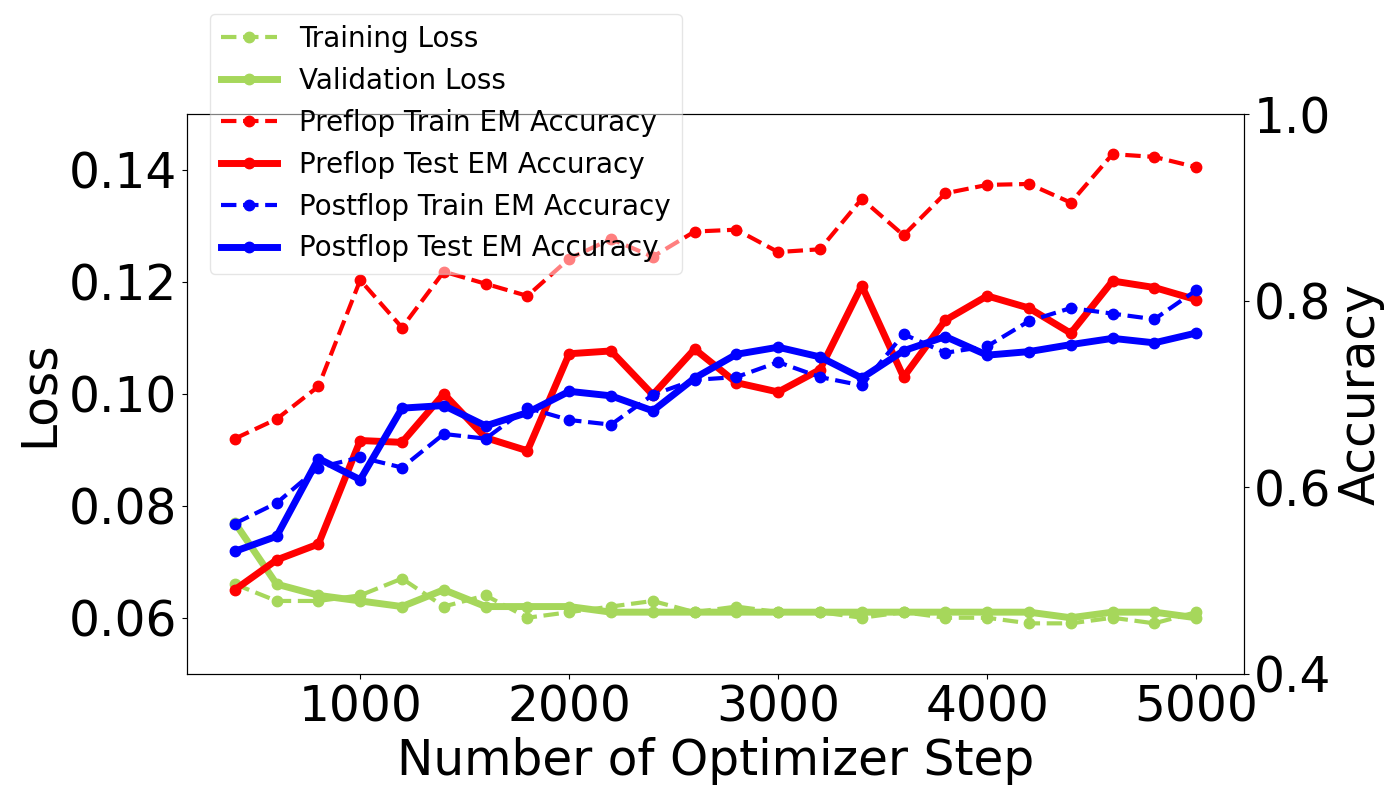 Training Loss
Validation Loss
Preflop Train EM Accuracy
Preflop Test EM Accuracy
Postflop Train EM Accuracy
Postflop Test EM Accuracy
0.14
0.12
0.10
0.08
0.06
Loss
1.0
0.8
0.6
0.4
Accuracy
1000 2000 3000 4000 5000
Number of Optimizer Step